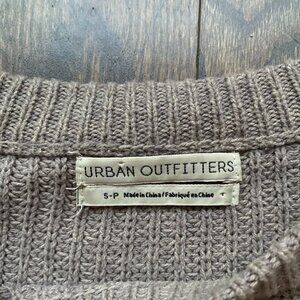 URBAN OUTFITTERS
S-P Made in China / Fabriqué en Chine